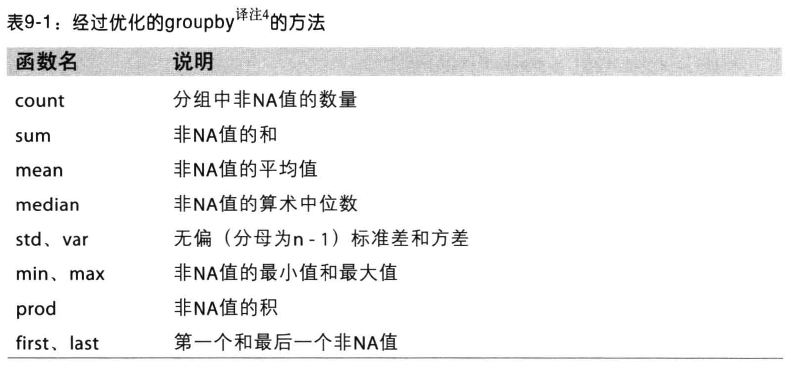 表9-1：经过优化的groupby译注4的方法
函数名 说明
count 分组中非NA值的数量
sum 非NA值的和
mean 非NA值的平均值
median 非NA值的算术中位数
std、var 无偏（分母为n - 1）标准差和方差
min、max 非NA值的最小值和最大值
prod 非NA值的积
first、last 第一个和最后一个非NA值